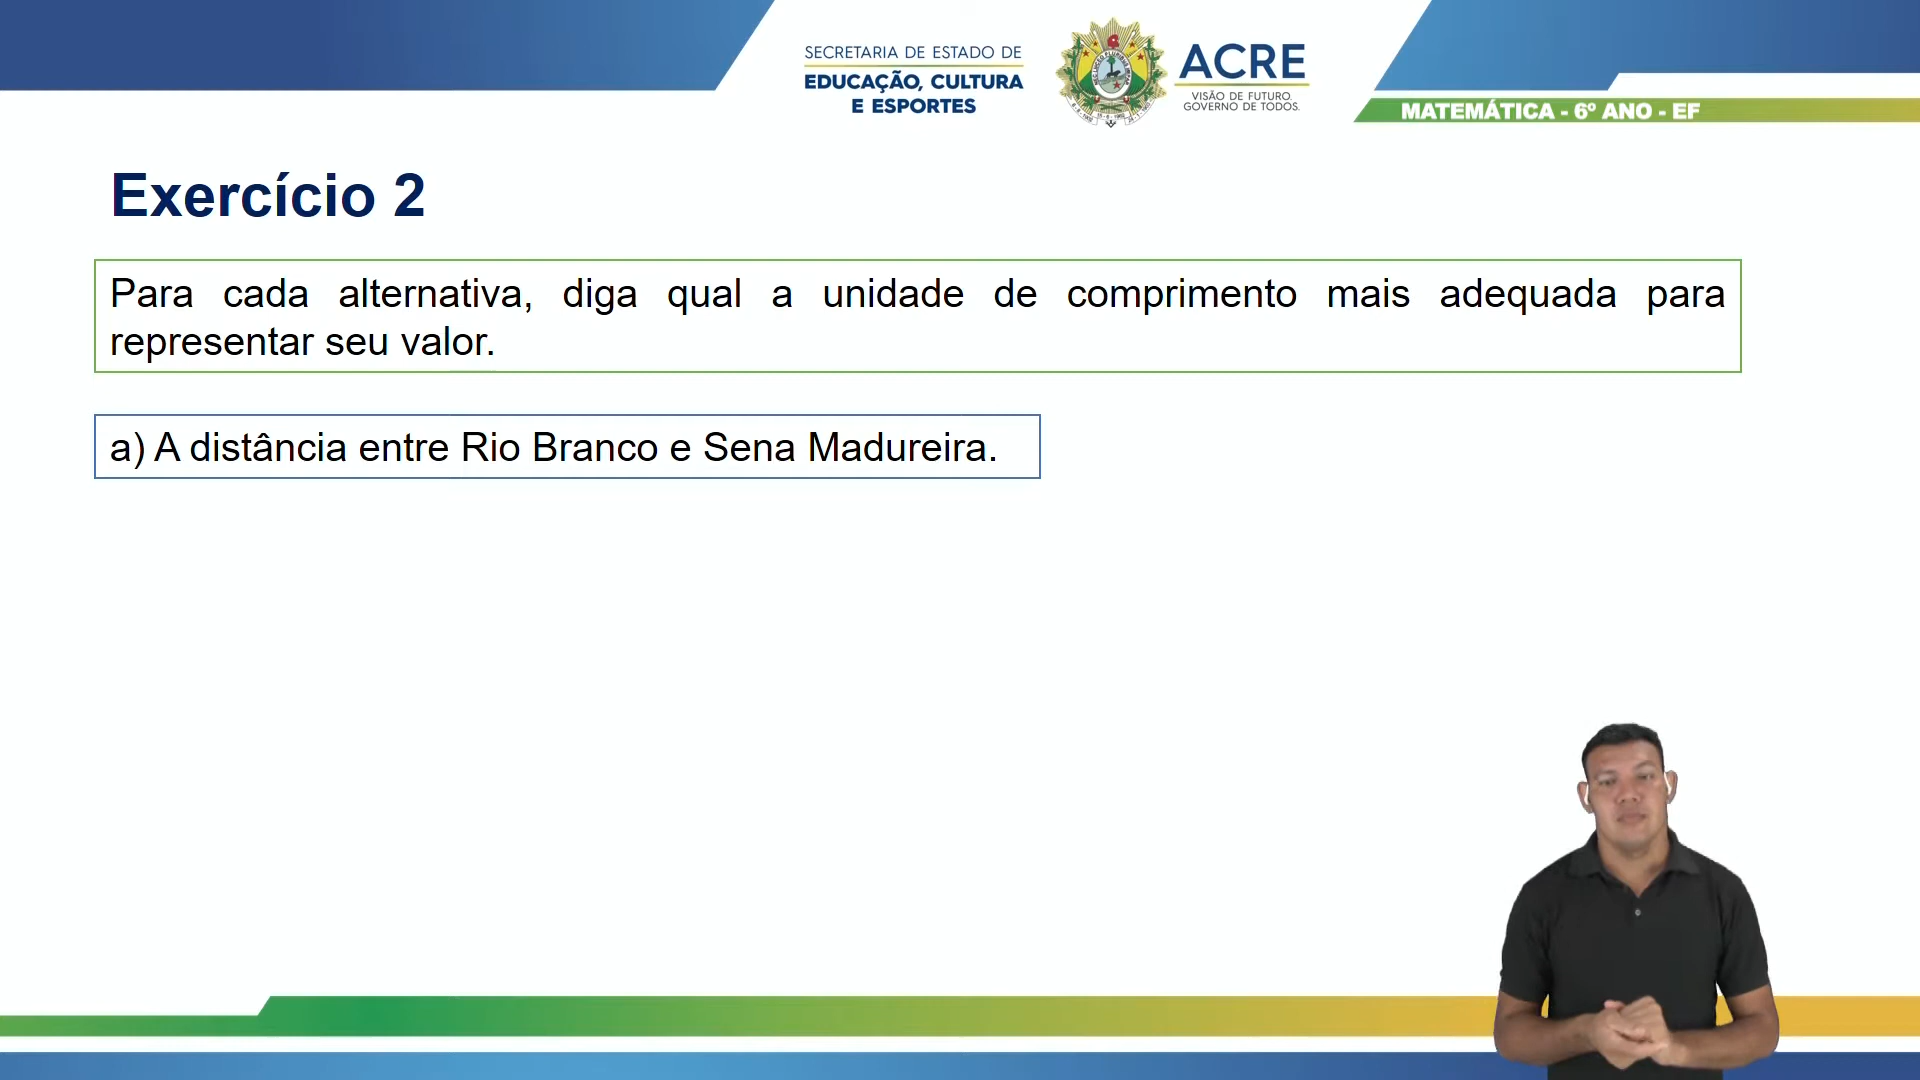 SECRETARIA DE ESTADO DE
EDUCAÇÃO, CULTURA
E ESPORTES
ACRE
VISÃO DE FUTURO.
GOVERNO DE TODOS.
MATEMÁTICA - 6º ANO - EF
Exercício 2
Para cada alternativa, diga qual a unidade de comprimento mais adequada para
representar seu valor.
a) A distância entre Rio Branco e Sena Madureira.